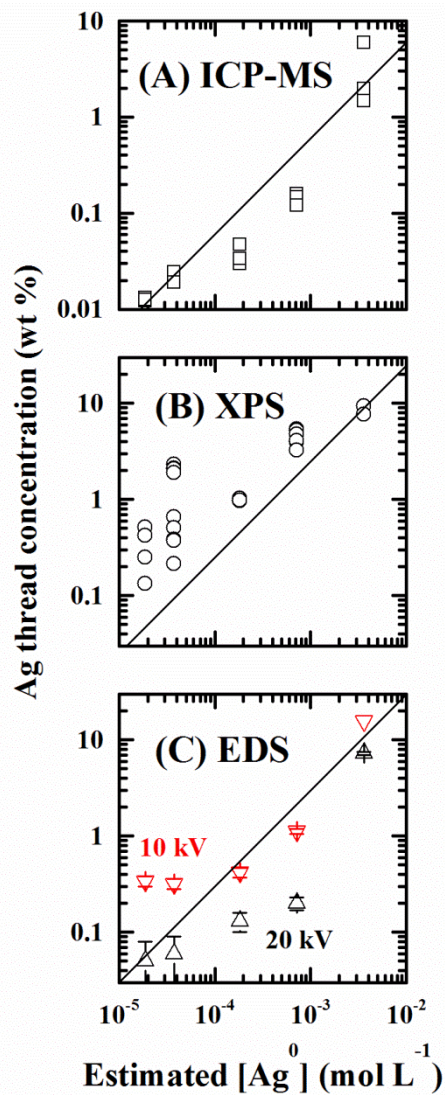 10
(A) ICP-MS
1
0.1
0.01
Ag thread concentration (wt %)
(B) XPS
10
1
0.1
(C) EDS
10
1
10 kV
20 kV
0.1
10⁻⁵ 10⁻⁴ 10⁻³ 10⁻²
Estimated [Ag⁰] (mol L⁻¹)